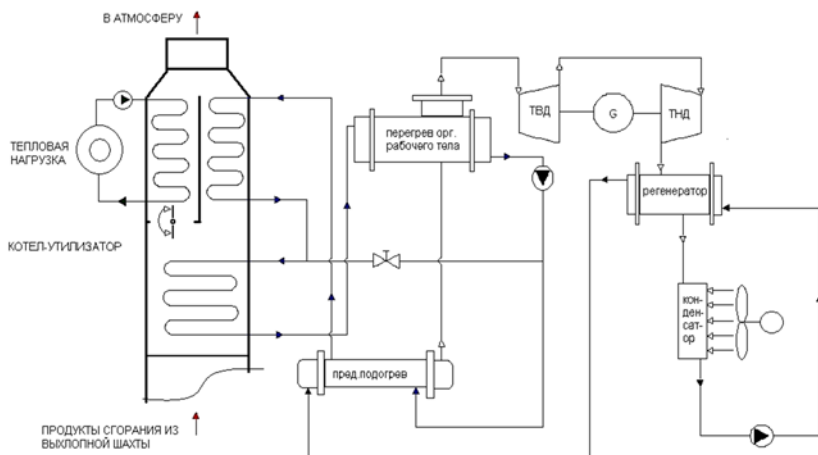 В АТМОСФЕРУ
ТЕПЛОВАЯ
НАГРУЗКА
КОТЕЛ-УТИЛИЗАТОР
ПРОДУКТЫ СГОРАНИЯ ИЗ
ВЫХЛОПНОЙ ШАХТЫ
перегрев орг.
рабочего тела
пред.подогрев
ТВД
G
ТНД
регенератор
кон-
ден-
сат-
ор